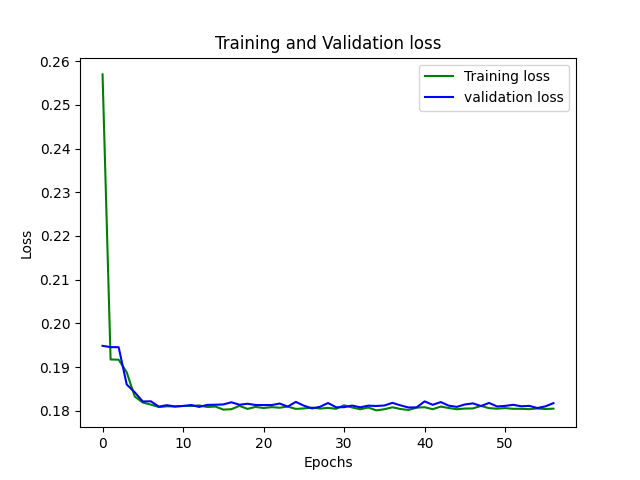 Training and Validation loss
Training loss
validation loss
Loss
0.26
0.25
0.24
0.23
0.22
0.21
0.20
0.19
0.18
0 10 20 30 40 50
Epochs